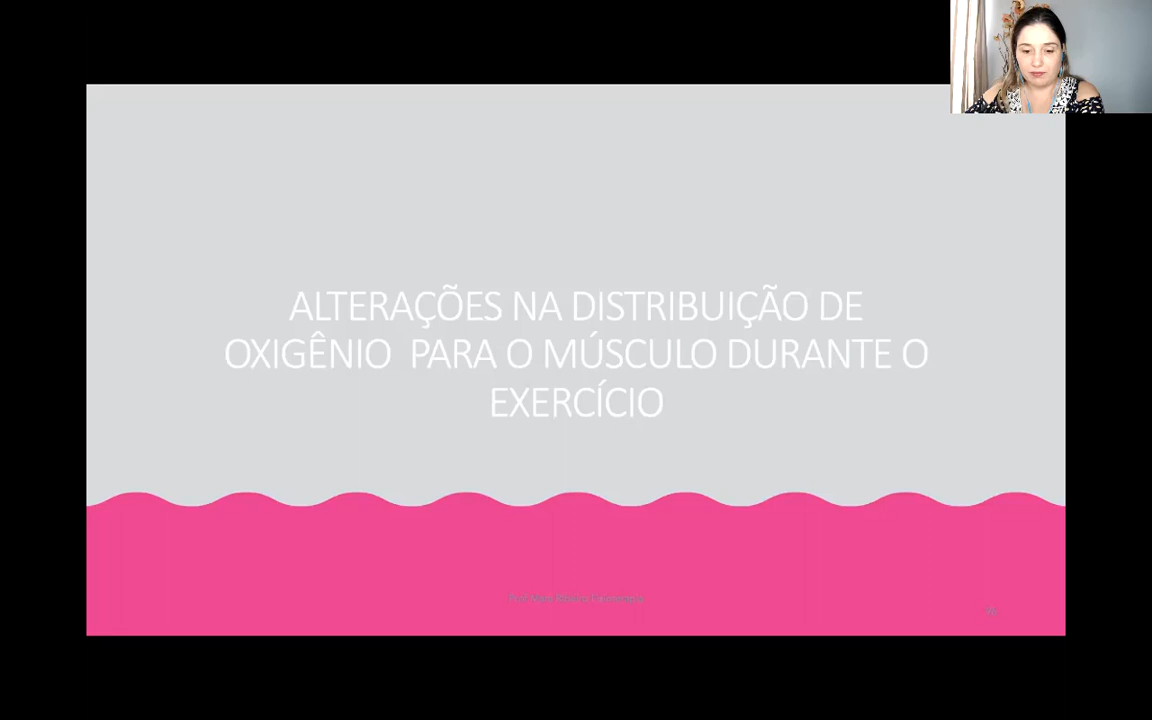 ALTERAÇÕES NA DISTRIBUIÇÃO DE
OXIGÊNIO PARA O MÚSCULO DURANTE O
EXERCÍCIO